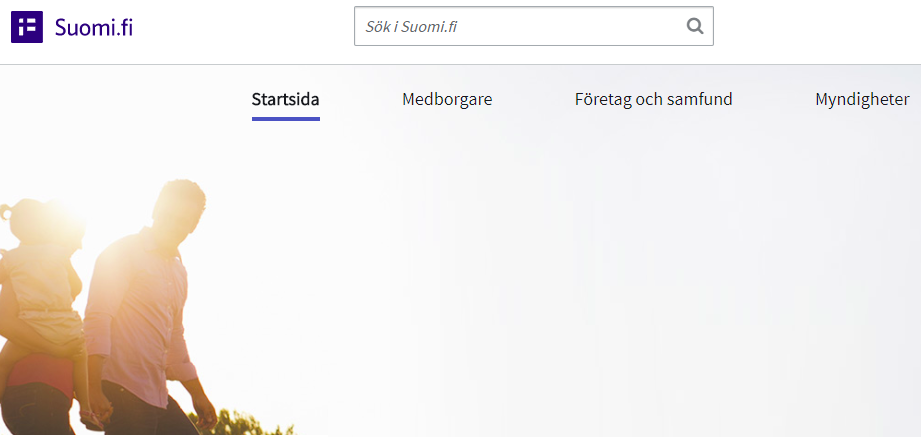 Suomi.fi
Sök i Suomi.fi
Startsida Medborgare Företag och samfund Myndigheter